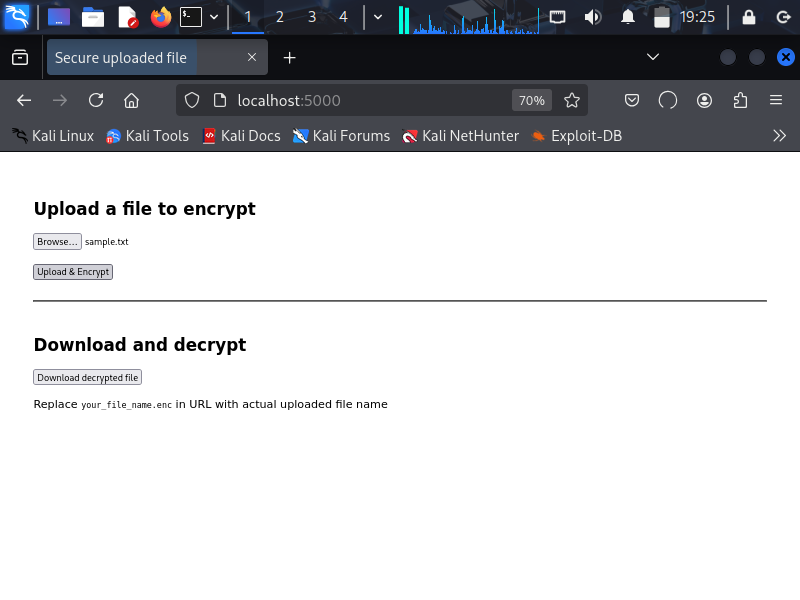 1 2 3 4 19:25
Secure uploaded file
localhost:5000 70%
Kali Linux Kali Tools Kali Docs Kali Forums Kali NetHunter Exploit-DB
Upload a file to encrypt
Browse... sample.txt
Upload & Encrypt
Download and decrypt
Download decrypted file
Replace your_file_name.enc in URL with actual uploaded file name